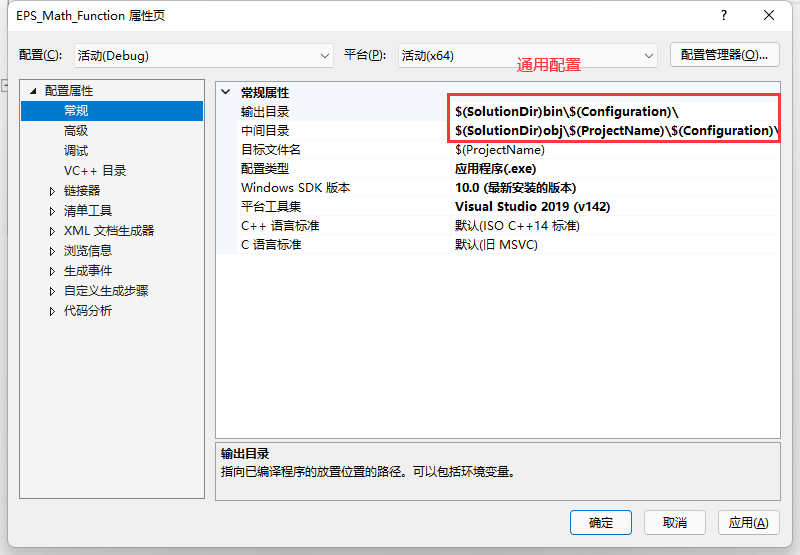 EPS_Math_Function 属性页
? ×
配置(C): 活动(Debug) 平台(P): 活动(x64) 配置管理器(O)...
通用配置
配置属性
常规
高级
调试
VC++ 目录
链接器
清单工具
XML 文档生成器
浏览信息
生成事件
自定义生成步骤
代码分析
常规属性
输出目录 $(SolutionDir)bin\$(Configuration)\
中间目录 $(SolutionDir)obj\$(ProjectName)\$(Configuration)\
目标文件名 $(ProjectName)
配置类型 应用程序(.exe)
Windows SDK 版本 10.0 (最新安装的版本)
平台工具集 Visual Studio 2019 (v142)
C++ 语言标准 默认(ISO C++14 标准)
C 语言标准 默认(旧 MSVC)
输出目录
指向已编译程序的放置位置的路径。可以包括环境变量。
确定 取消 应用(A)